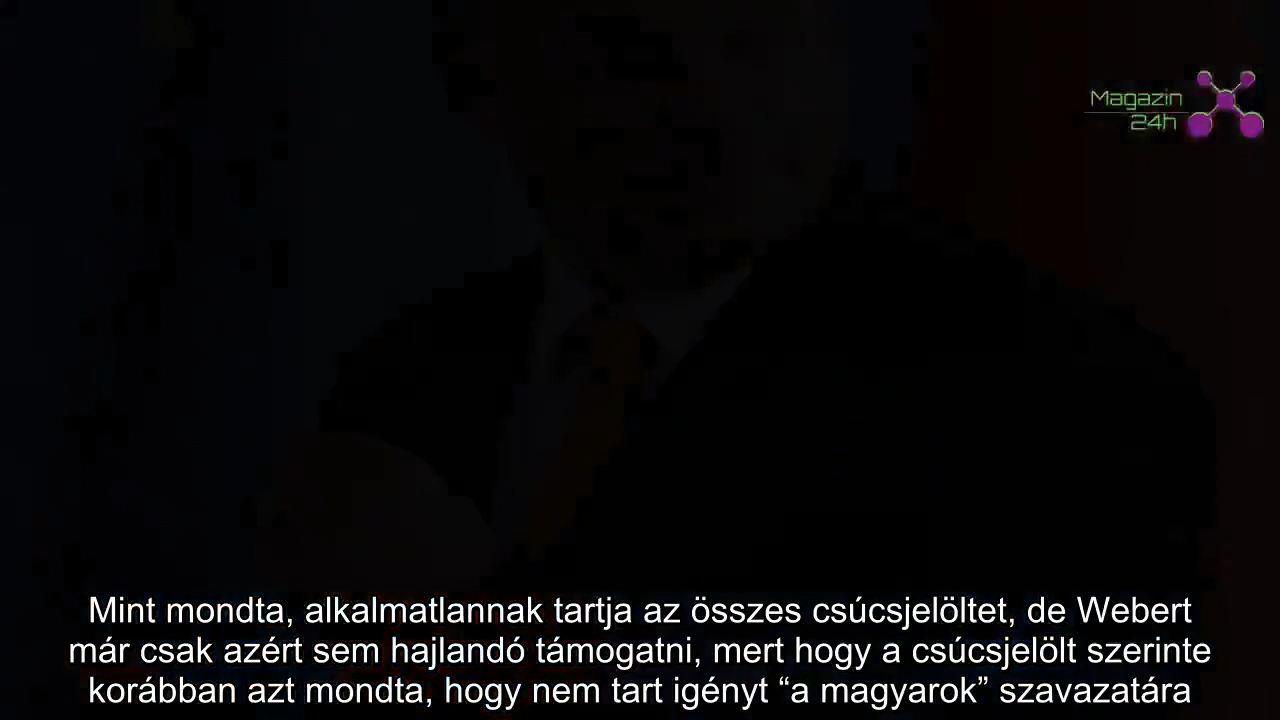 Magazin
24h
Mint mondta, alkalmatlannak tartja az összes csúcsjelöltet, de Webert
már csak azért sem hajlandó támogatni, mert hogy a csúcsjelölt szerinte
korábban azt mondta, hogy nem tart igényt “a magyarok” szavazatára